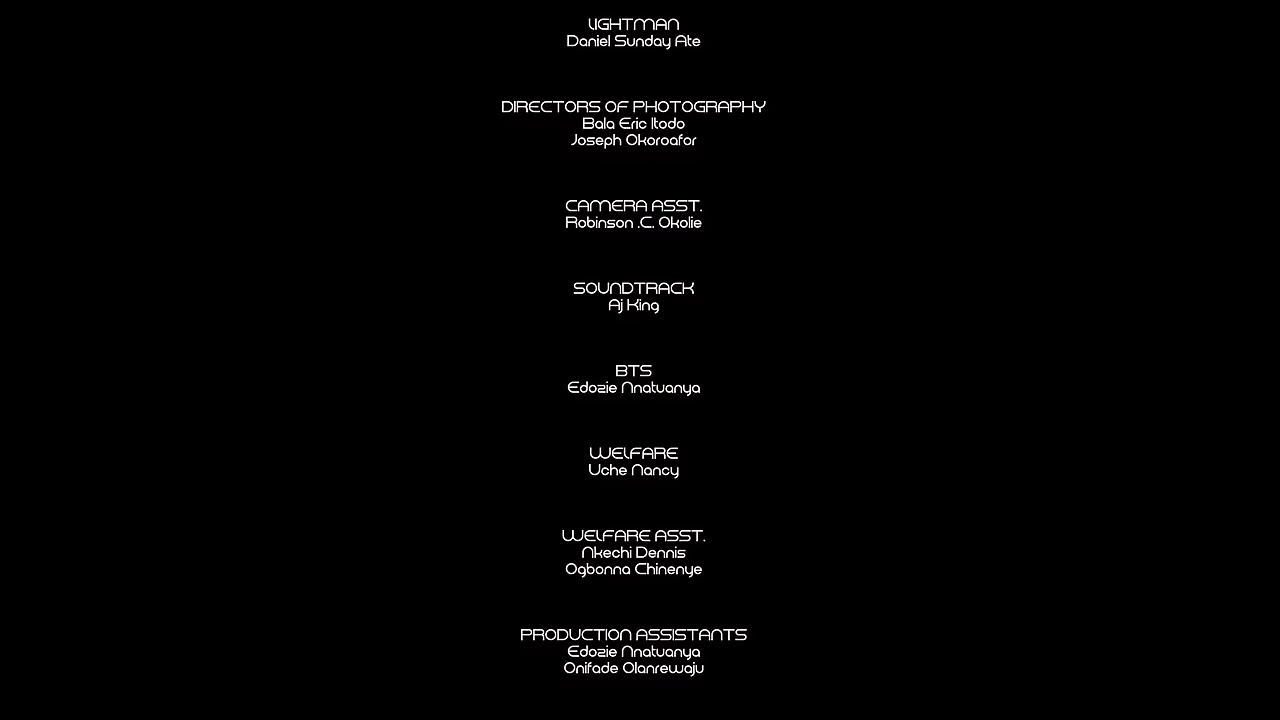 LIGHTMAN
Daniel Sunday Ate
DIRECTORS OF PHOTOGRAPHY
Bala Eric Itodo
Joseph Okoroafor
CAMERA ASST.
Robinson .C. Okolie
SOUNDTRACK
Aj King
BTS
Edozie Nnatuanya
WELFARE
Uche Nancy
WELFARE ASST.
Nkechi Dennis
Ogbonna Chinenye
PRODUCTION ASSISTANTS
Edozie Nnatuanya
Onifade Olanrewaju